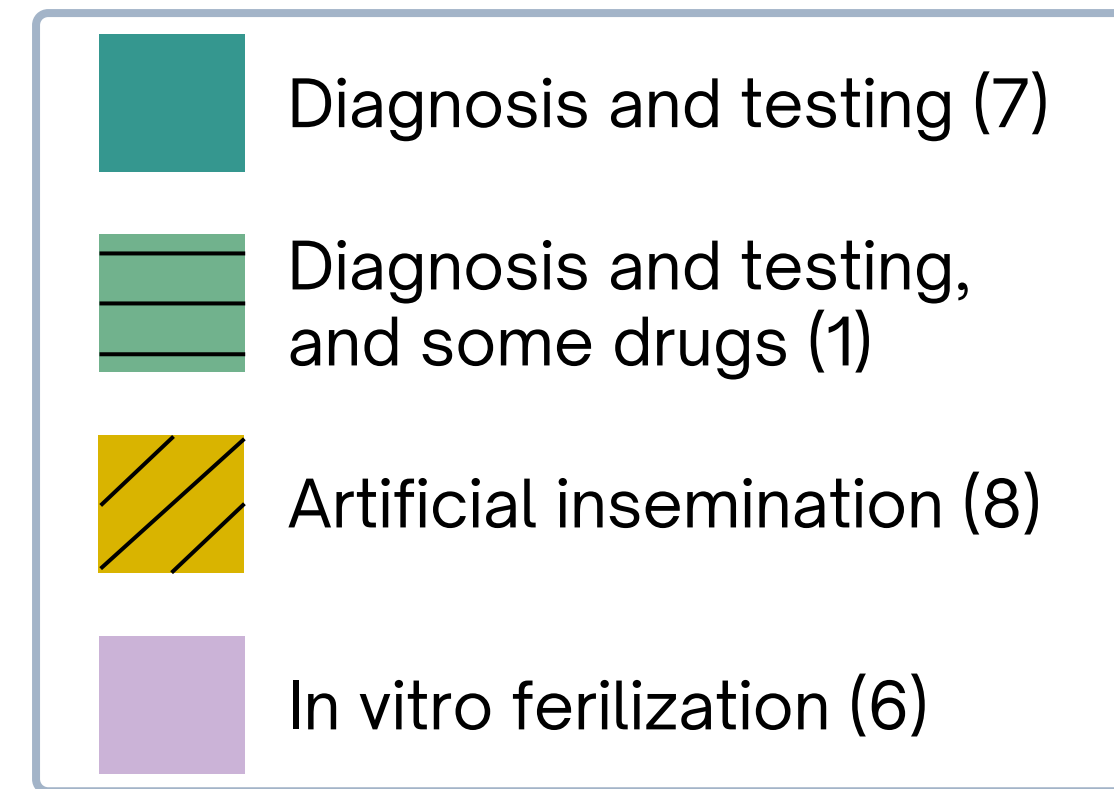 Diagnosis and testing (7)
Diagnosis and testing,
and some drugs (1)
Artificial insemination (8)
In vitro ferilization (6)